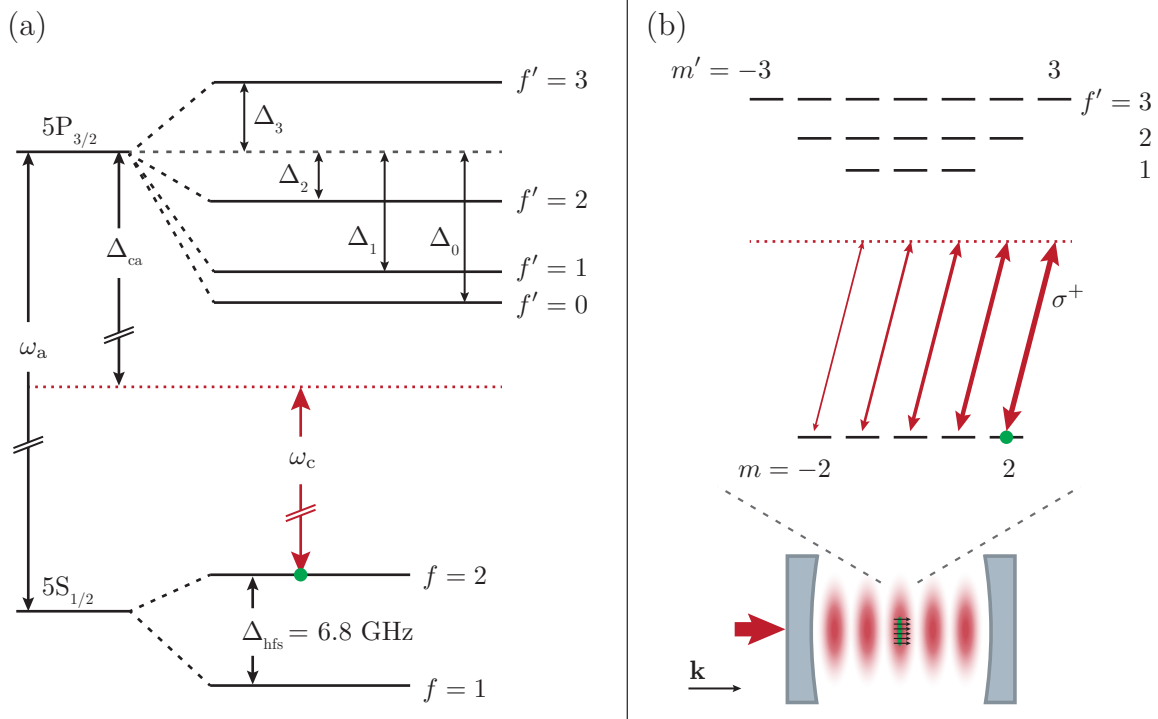 (a)
f′ = 3
Δ₃
5P₃/₂
Δ₂
f′ = 2
Δ₁
Δ₀
Δca
f′ = 1
f′ = 0
ωa
ωc
5S₁/₂
f = 2
Δhfs = 6.8 GHz
f = 1
(b)
m′ = −3
3
f′ = 3
2
1
σ⁺
m = −2
2
k